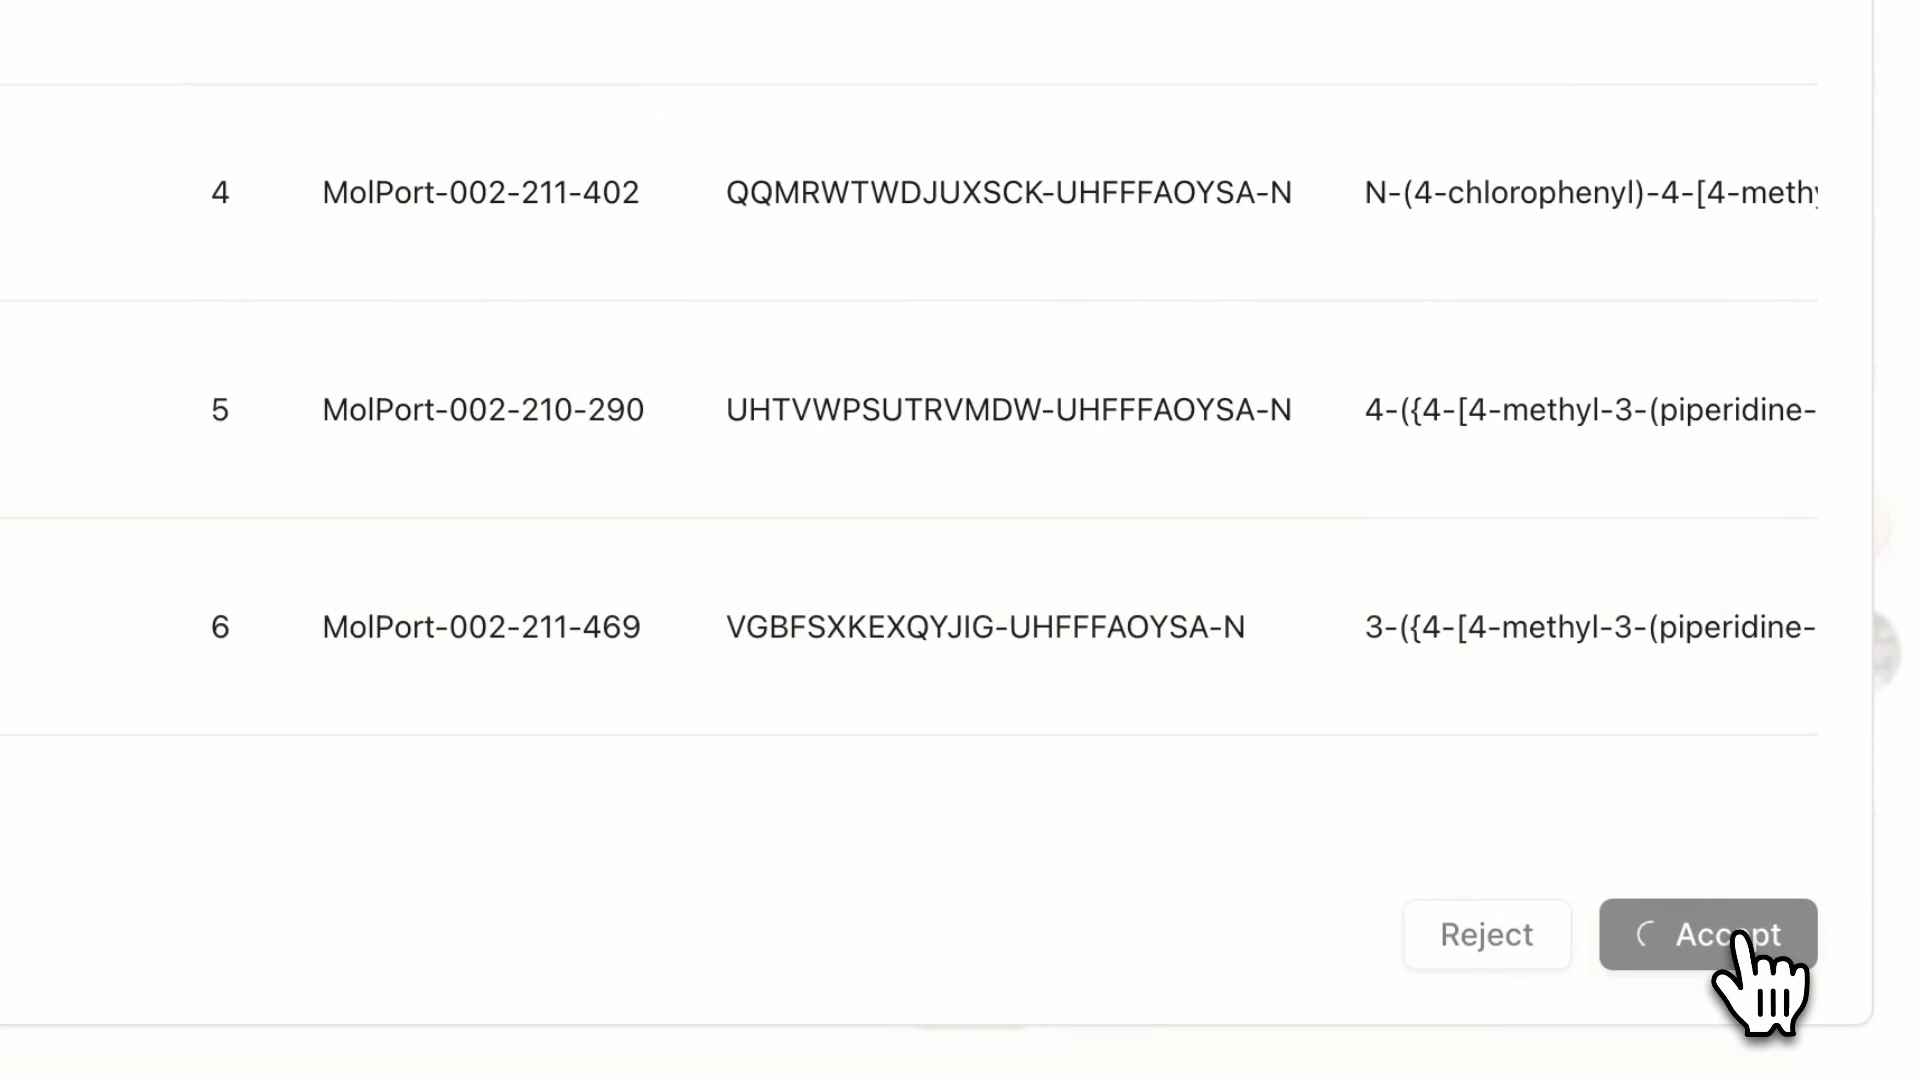 4 MolPort-002-211-402 QQMRWTWDJUXSCK-UHFFFAOYSA-N N-(4-chlorophenyl)-4-[4-methy
5 MolPort-002-210-290 UHTVWPSUTRVMDW-UHFFFAOYSA-N 4-({4-[4-methyl-3-(piperidine-
6 MolPort-002-211-469 VGBFSXKEXQYJIG-UHFFFAOYSA-N 3-({4-[4-methyl-3-(piperidine-
Reject Accept